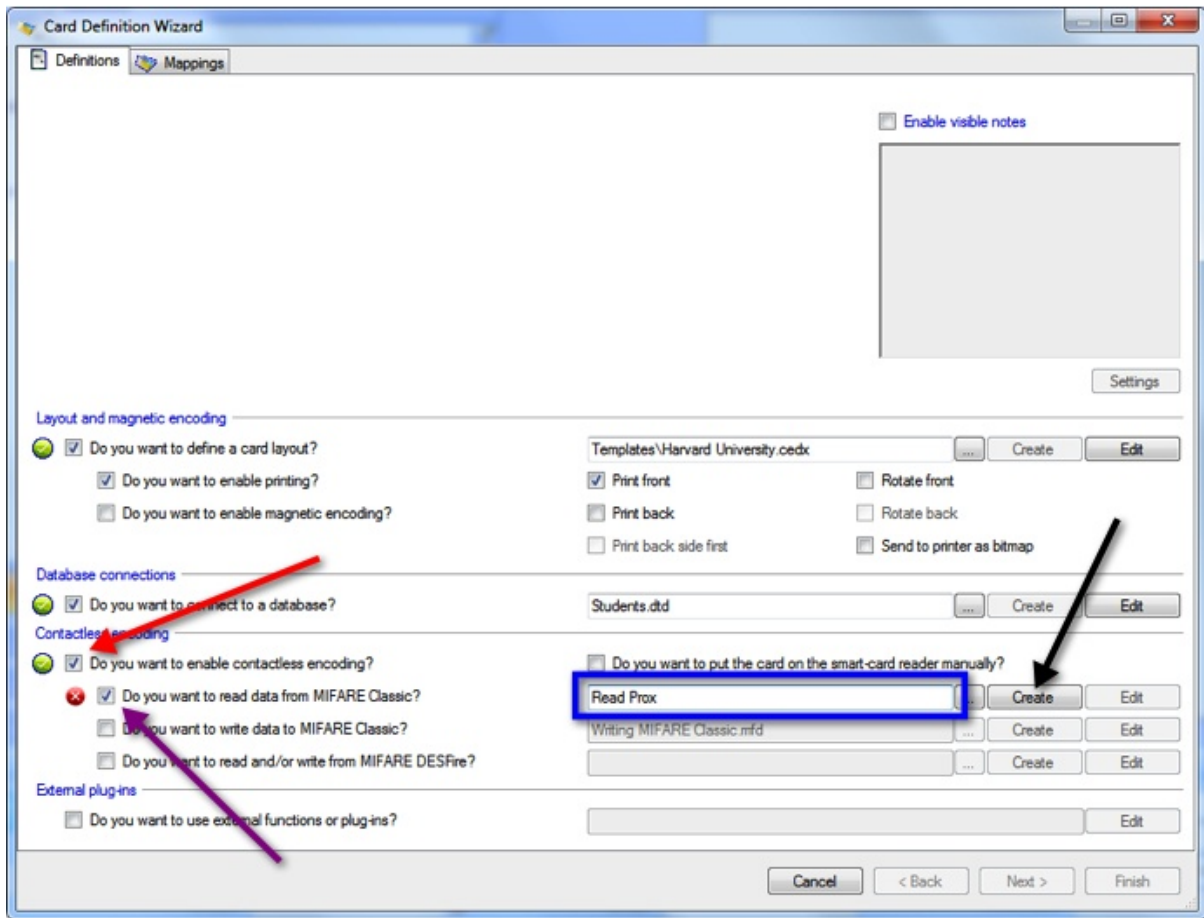 Card Definition Wizard
Definitions
Mappings
Enable visible notes
Settings
Layout and magnetic encoding
Do you want to define a card layout? Templates\Harvard University.cedx ... Create Edit
Do you want to enable printing? Print front Rotate front
Do you want to enable magnetic encoding? Print back Rotate back
Print back side first Send to printer as bitmap
Database connections
Do you want to connect to a database? Students.dtd ... Create Edit
Contactless encoding
Do you want to enable contactless encoding? Do you want to put the card on the smart-card reader manually?
Do you want to read data from MIFARE Classic? Read Prox ... Create Edit
Do you want to write data to MIFARE Classic? Writing MIFARE Classic.mfd ... Create Edit
Do you want to read and/or write from MIFARE DESFire? ... Create Edit
External plug-ins
Do you want to use external functions or plug-ins? Edit
Cancel < Back Next > Finish